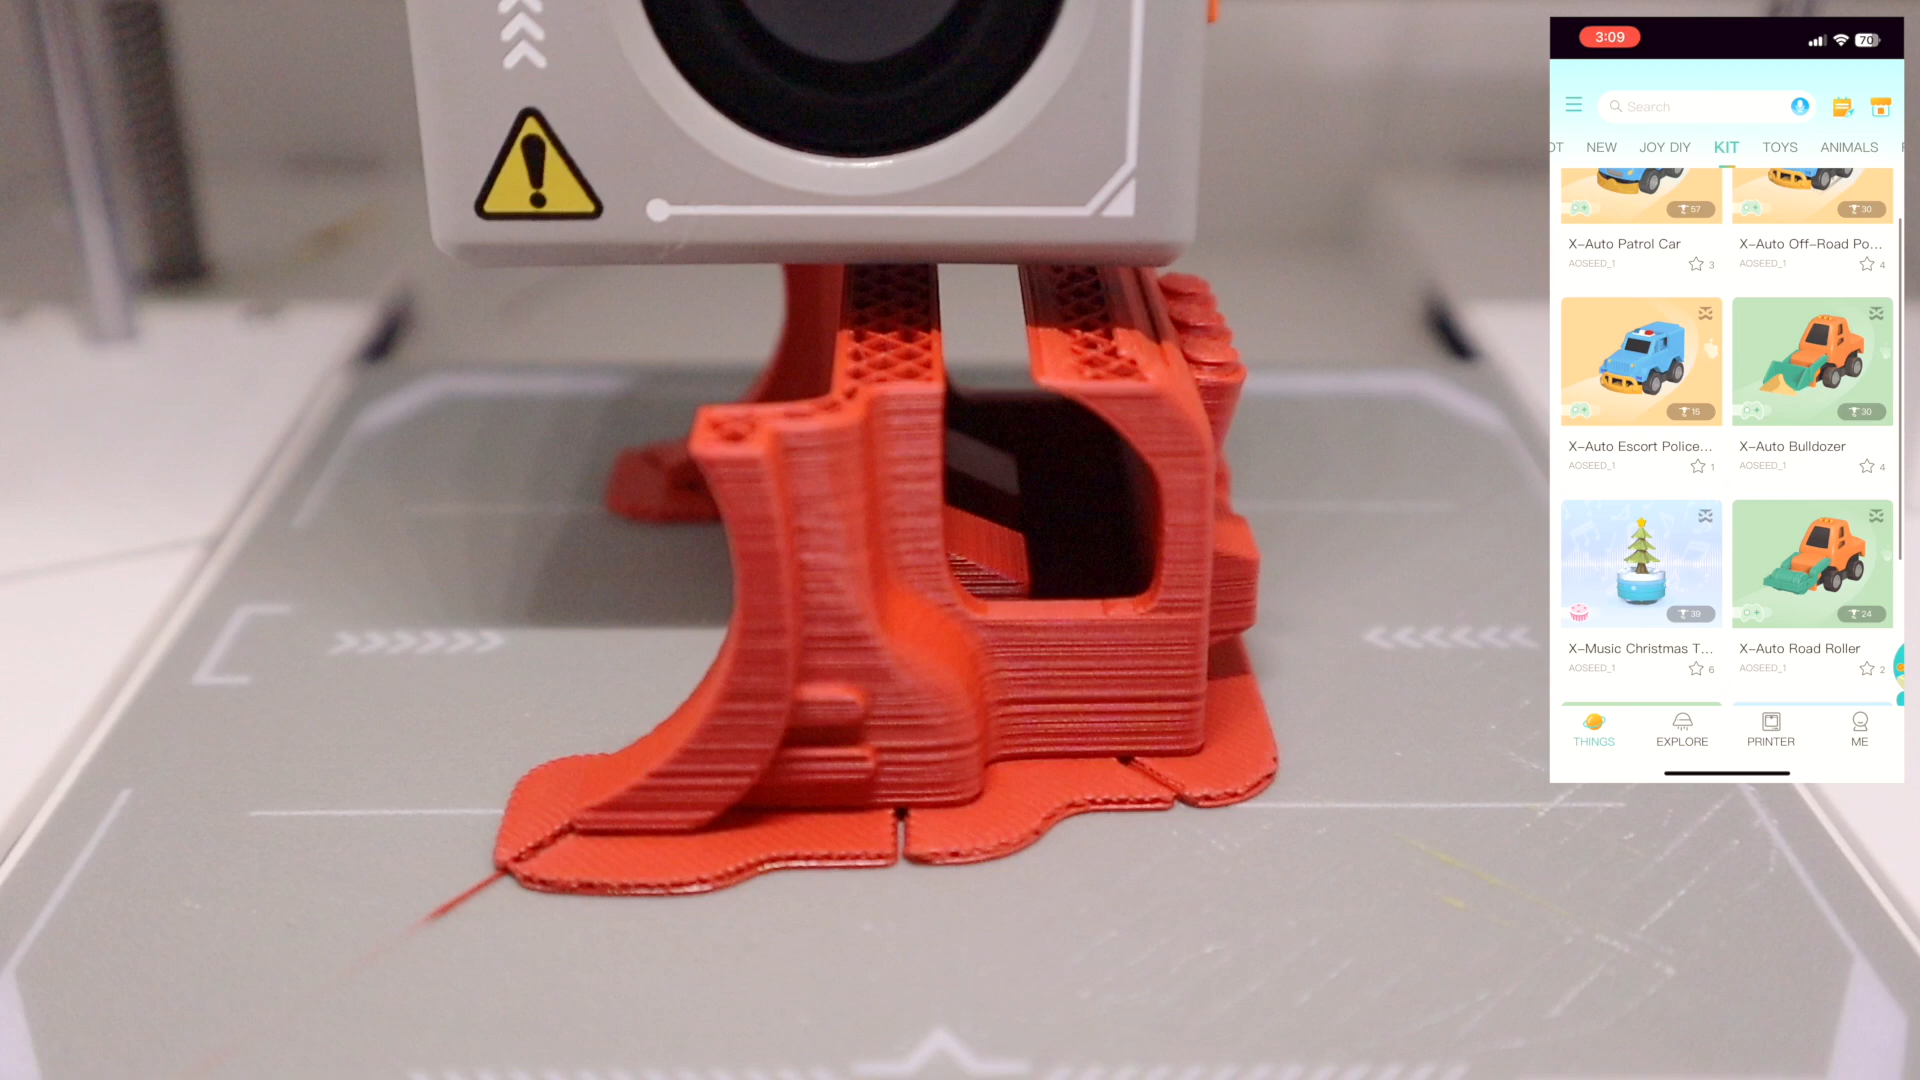 3:09
70
Search
OT NEW JOY DIY KIT TOYS ANIMALS
57
30
X-Auto Patrol Car
X-Auto Off-Road Po...
AOSEED_1
3
AOSEED_1
4
15
30
X-Auto Escort Police...
X-Auto Bulldozer
AOSEED_1
1
AOSEED_1
4
39
24
X-Music Christmas T...
X-Auto Road Roller
AOSEED_1
6
AOSEED_1
2
THINGS
EXPLORE
PRINTER
ME